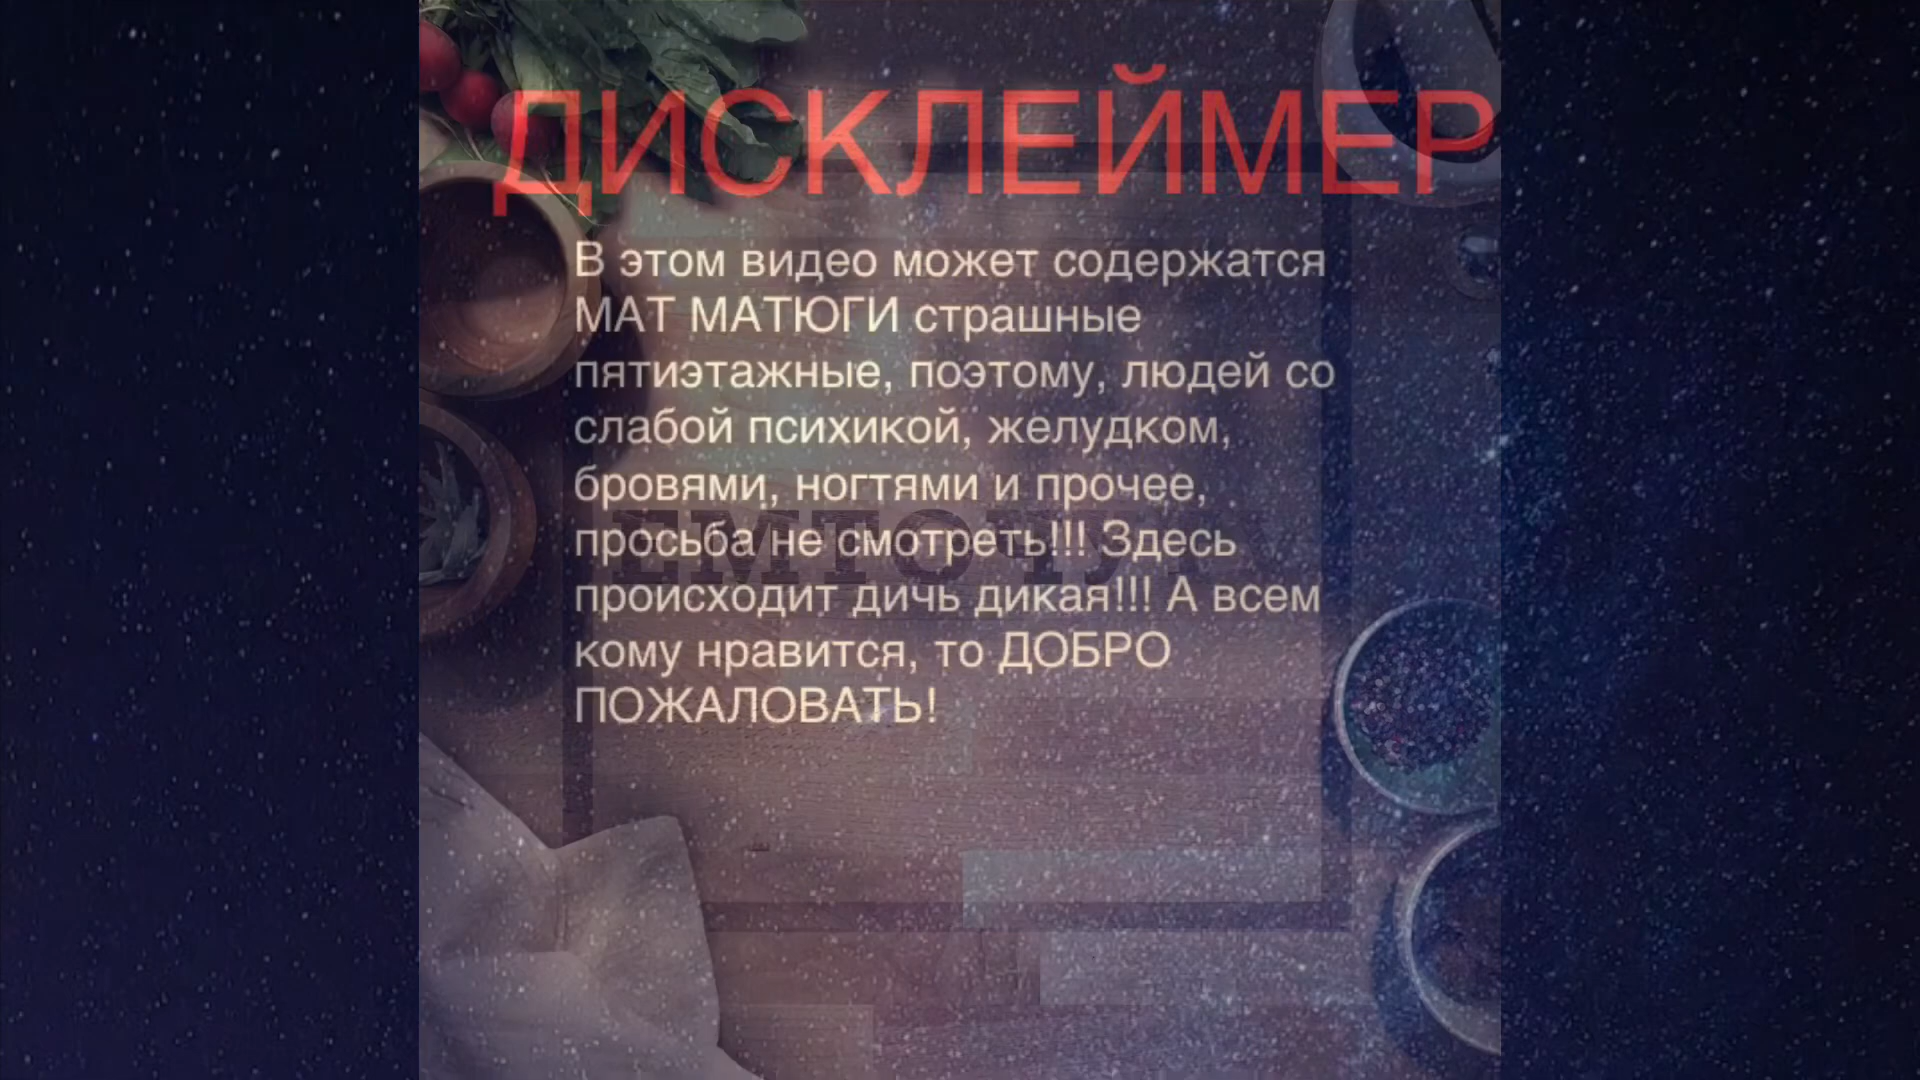 ДИСКЛЕЙМЕР
В этом видео может содержатся
МАТ МАТЮГИ страшные
пятиэтажные, поэтому, людей со
слабой психикой, желудком,
бровями, ногтями и прочее,
просьба не смотреть!!! Здесь
происходит дичь дикая!!! А всем
кому нравится, то ДОБРО
ПОЖАЛОВАТЬ!